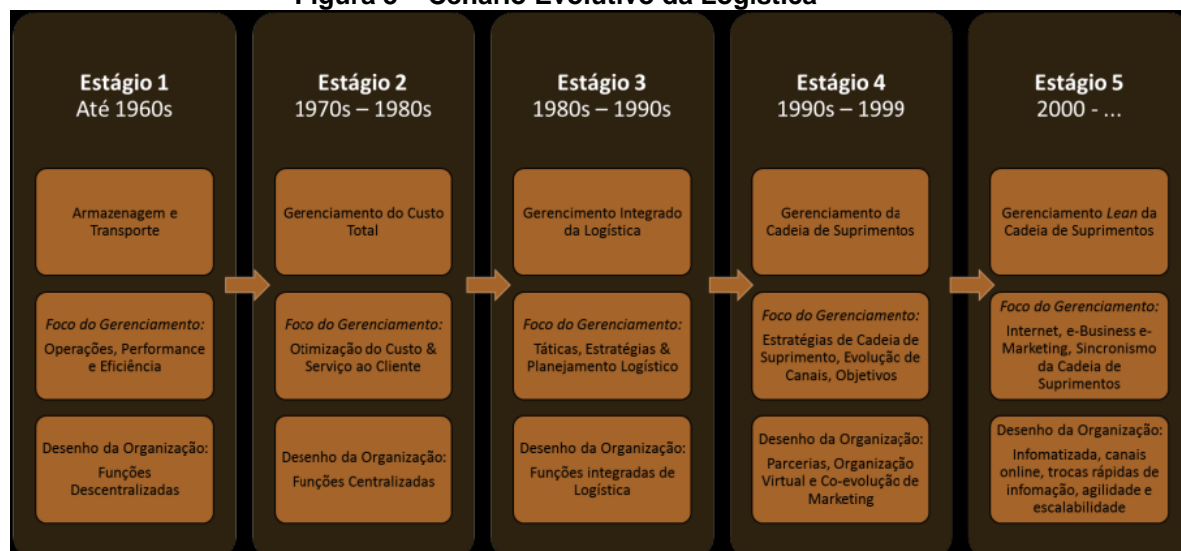 Estágio 1
Até 1960s
Armazenagem e
Transporte
Foco do Gerenciamento:
Operações, Performance
e Eficiência
Desenho da Organização:
Funções
Descentralizadas
Estágio 2
1970s – 1980s
Gerenciamento do Custo
Total
Foco do Gerenciamento:
Otimização do Custo &
Serviço ao Cliente
Desenho da Organização:
Funções Centralizadas
Estágio 3
1980s – 1990s
Gerencimento Integrado
da Logística
Foco do Gerenciamento:
Táticas, Estratégias &
Planejamento Logístico
Desenho da Organização:
Funções integradas de
Logística
Estágio 4
1990s – 1999
Gerenciamento da
Cadeia de Suprimentos
Foco do Gerenciamento:
Estratégias de Cadeia de
Suprimento, Evolução de
Canais, Objetivos
Desenho da Organização:
Parcerias, Organização
Virtual e Co-evolução de
Marketing
Estágio 5
2000 - ...
Gerenciamento Lean da
Cadeia de Suprimentos
Foco do Gerenciamento:
Internet, e-Business e-
Marketing, Sincronismo
da Cadeia de
Suprimentos
Desenho da Organização:
Infomatizada, canais
online, trocas rápidas de
infomação, agilidade e
escalabilidade